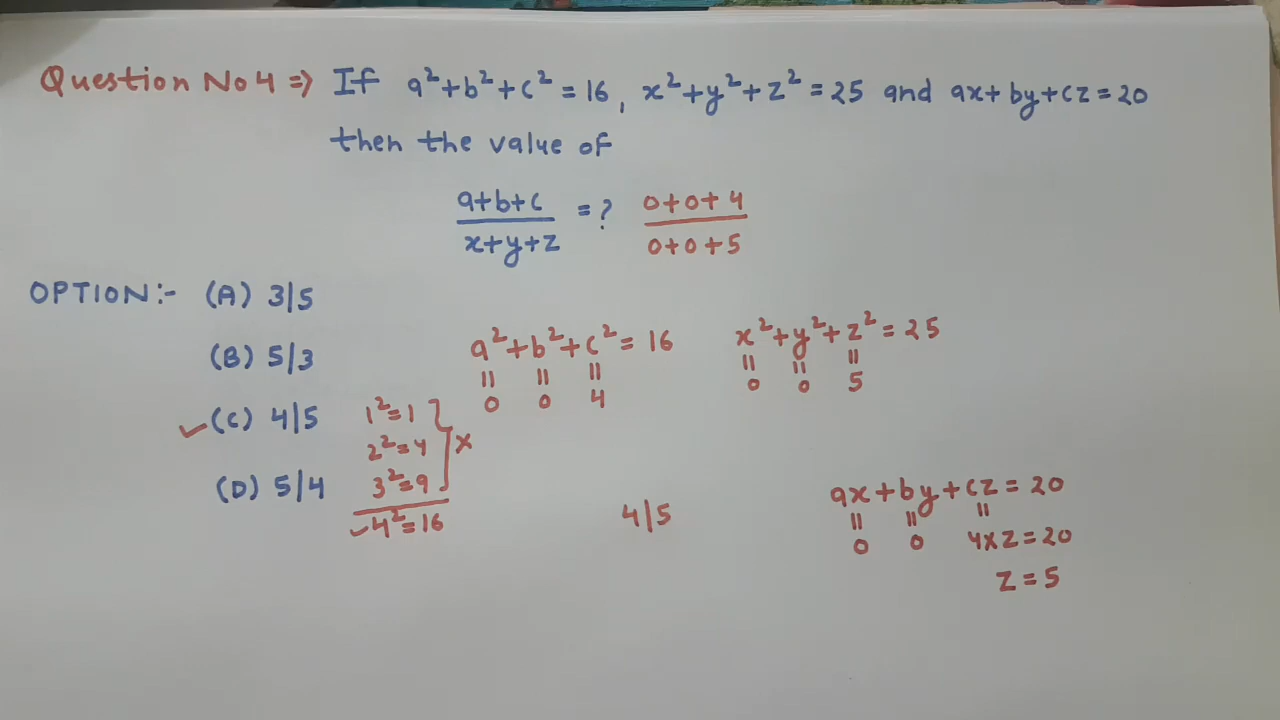 Question No 4 ⇒ If a²+b²+c² = 16, x²+y²+z² = 25 and ax+by+cz = 20
then the value of
a+b+c / x+y+z = ? 0+0+4 / 0+0+5
OPTION:- (A) 3/5
(B) 5/3
(C) 4/5
(D) 5/4
1²=1
2²=4
3²=9
×
✓4²=16
a²+b²+c² = 16
॥ ॥ ॥
0 0 4
x²+y²+z² = 25
॥ ॥ ॥
0 0 5
4/5
ax+by+cz = 20
॥ ॥ ॥
0 0 4×z=20
z=5